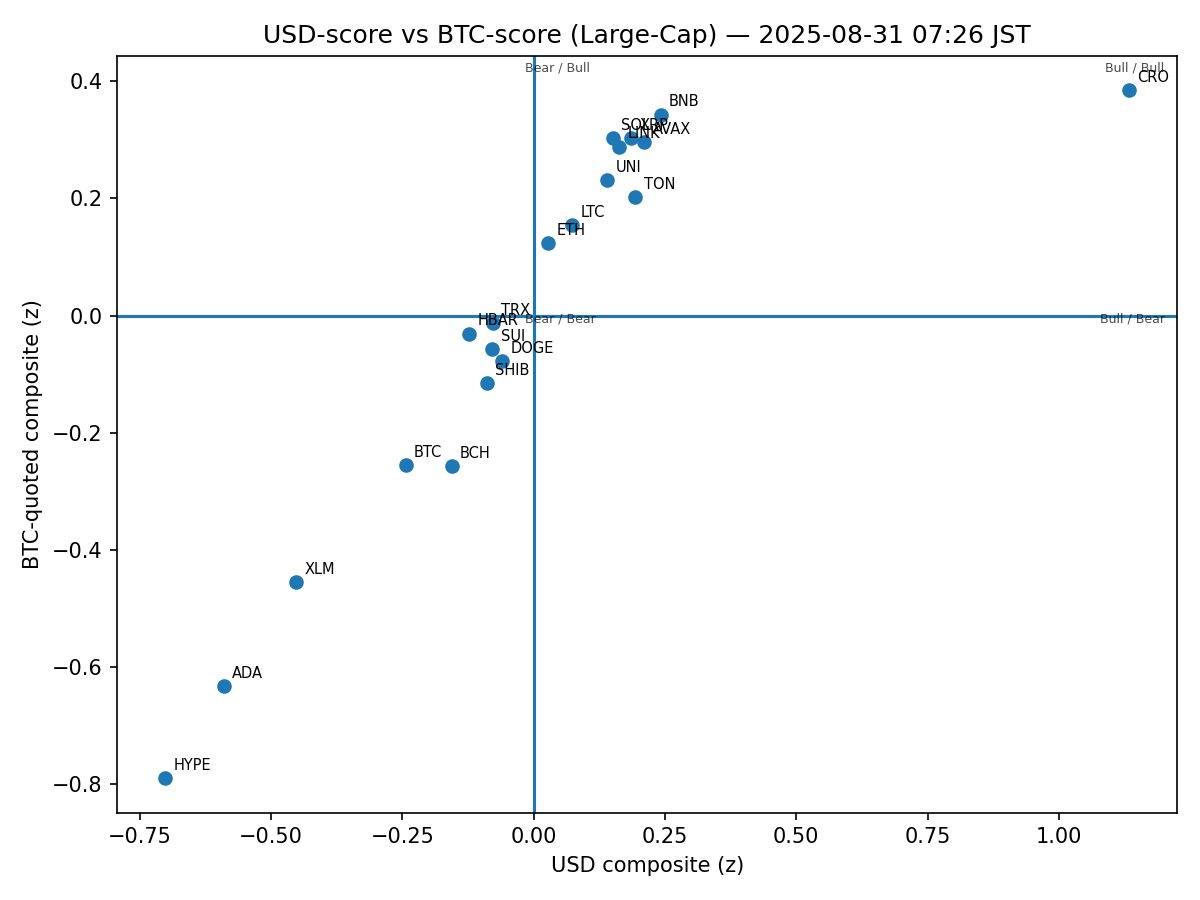 USD-score vs BTC-score (Large-Cap) — 2025-08-31 07:26 JST
Bear / Bull
Bull / Bull
CRO
BNB
SOL
XRP
AVAX
LINK
UNI
TON
LTC
ETH
TRX
HBAR
Bear / Bear
Bull / Bear
SUI
DOGE
SHIB
BTC
BCH
XLM
ADA
HYPE
0.4
0.2
0.0
−0.2
−0.4
−0.6
−0.8
BTC-quoted composite (z)
−0.75
−0.50
−0.25
0.00
0.25
0.50
0.75
1.00
USD composite (z)